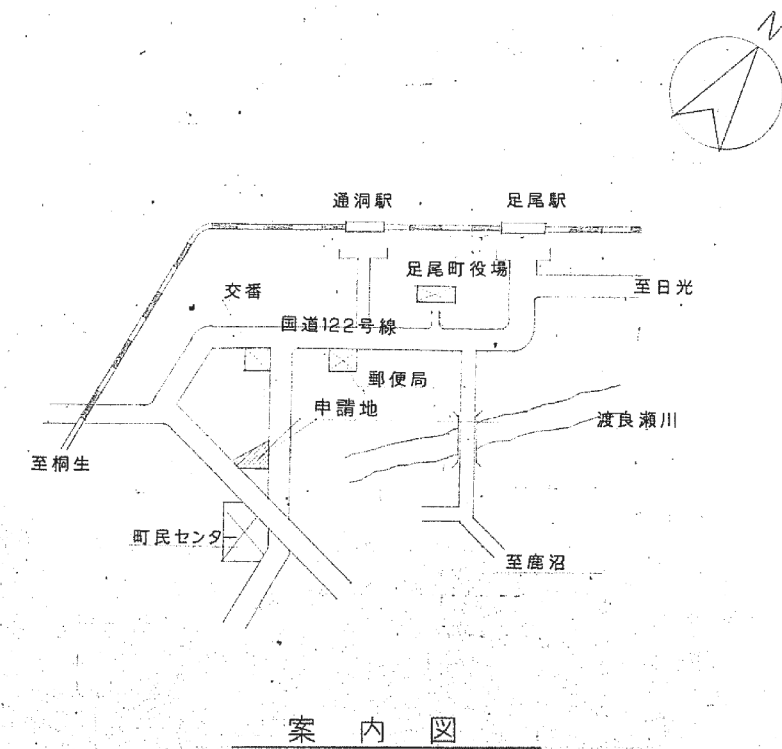 N
通洞駅
足尾駅
足尾町役場
至日光
交番
国道122号線
郵便局
申請地
渡良瀬川
至桐生
町民センター
至鹿沼
案内図